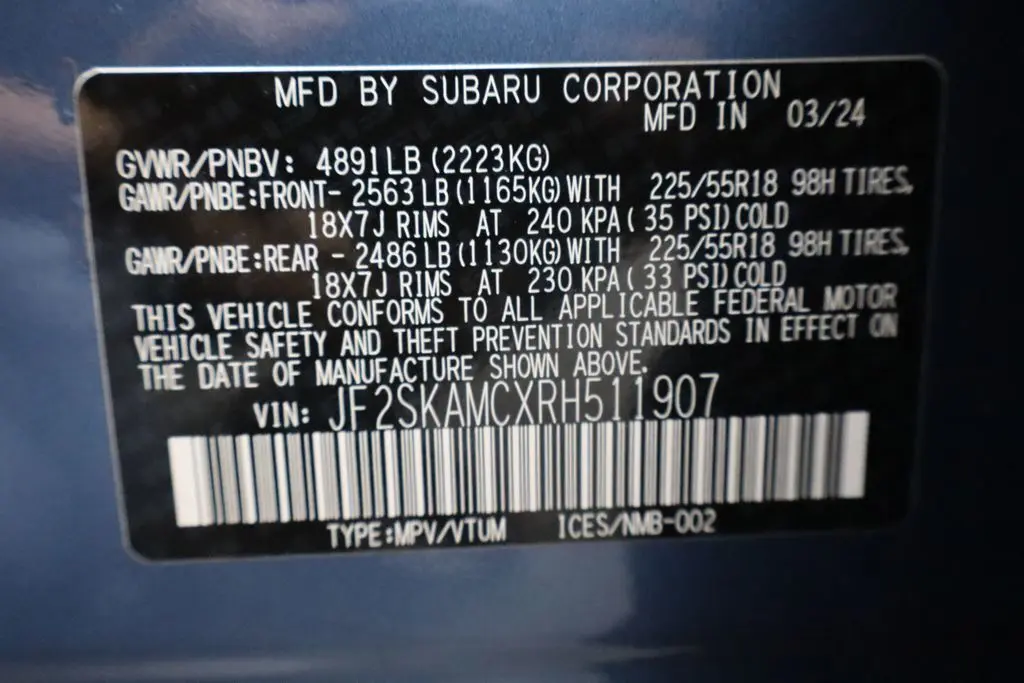 MFD BY SUBARU CORPORATION
MFD IN 03/24
GVWR/PNBV: 4891LB (2223KG)
GAWR/PNBE:FRONT- 2563 LB (1165KG) WITH 225/55R18 98H TIRES,
18X7J RIMS AT 240 KPA ( 35 PSI) COLD
GAWR/PNBE:REAR - 2486 LB (1130KG) WITH 225/55R18 98H TIRES,
18X7J RIMS AT 230 KPA ( 33 PSI) COLD
THIS VEHICLE CONFORMS TO ALL APPLICABLE FEDERAL MOTOR
VEHICLE SAFETY AND THEFT PREVENTION STANDARDS IN EFFECT ON
THE DATE OF MANUFACTURE SHOWN ABOVE.
VIN: JF2SKAMCXRH511907
TYPE:MPV/VTUM ICES/NMB-002